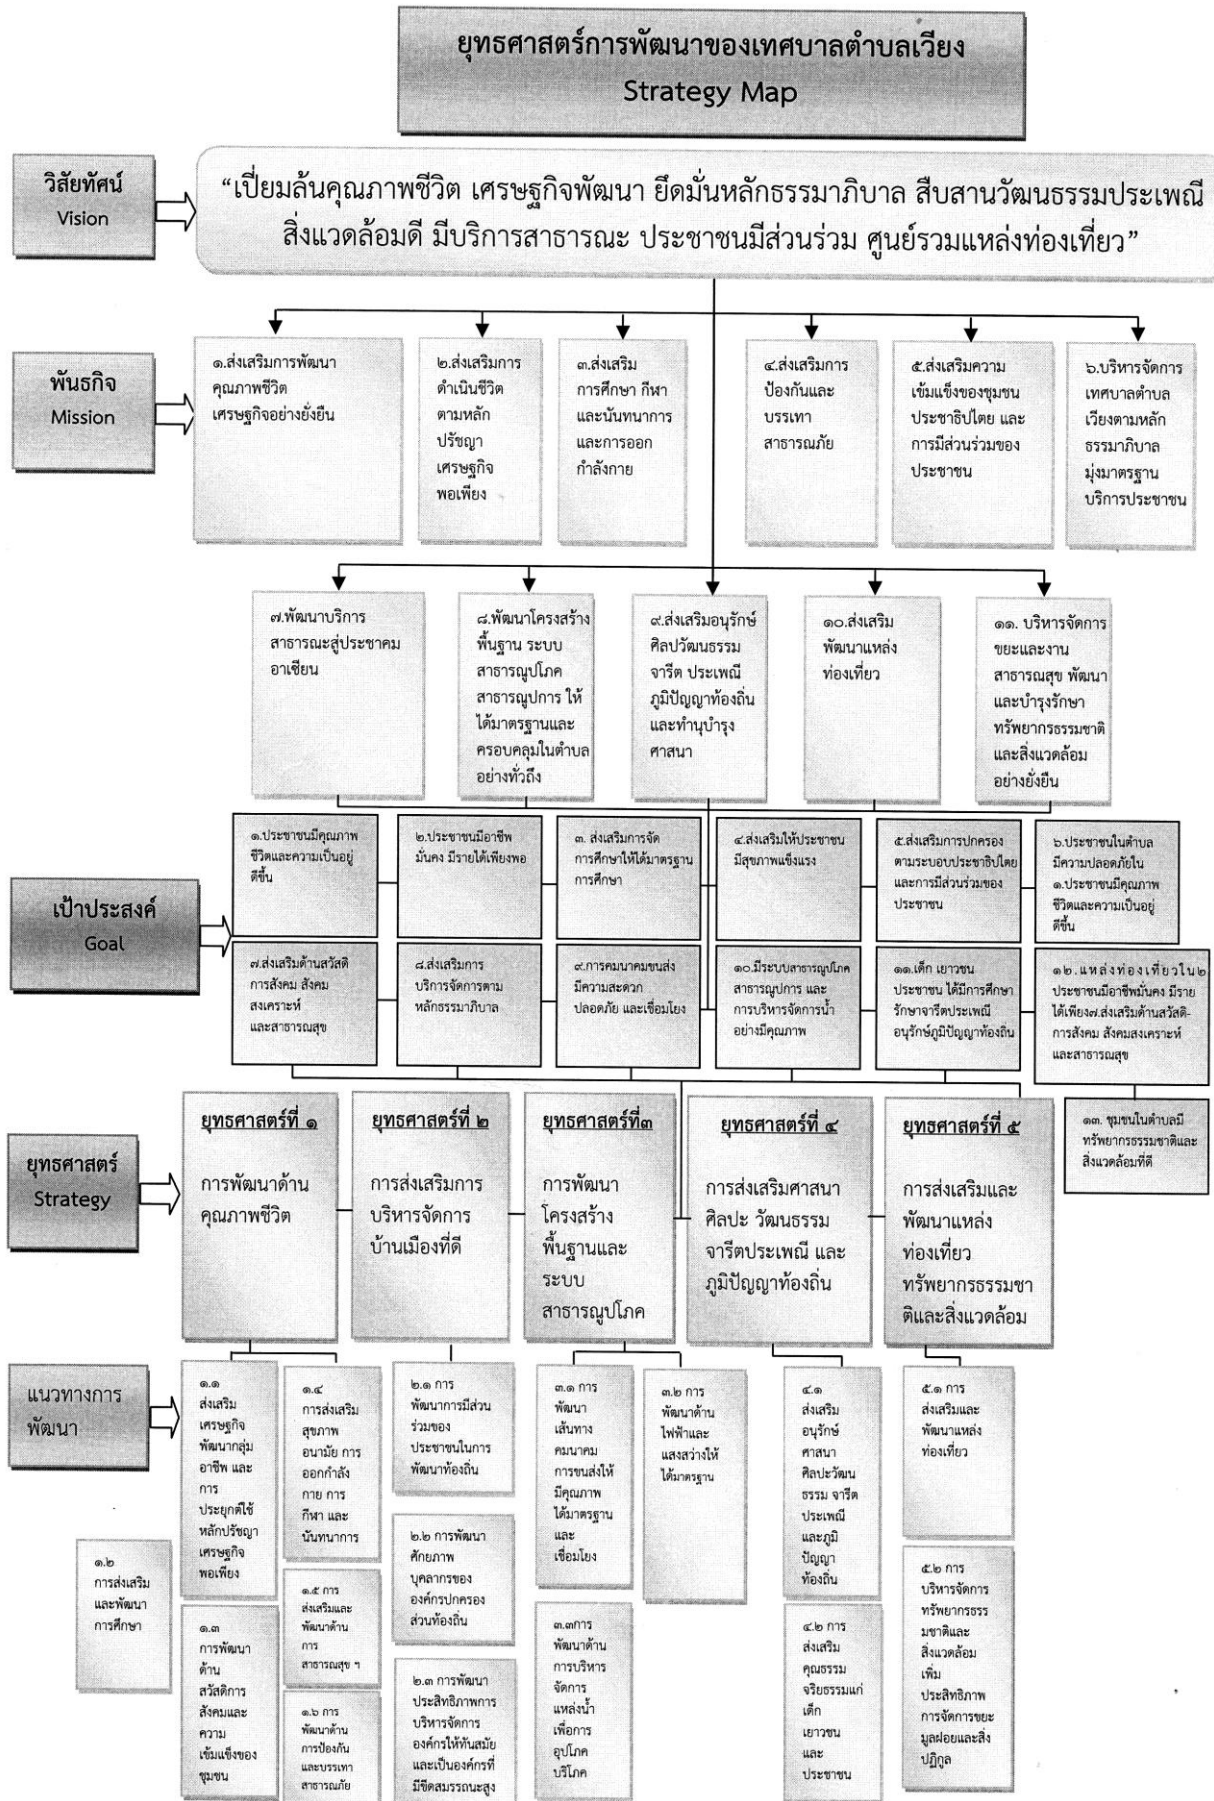 ยุทธศาสตร์การพัฒนาของเทศบาลตำบลเวียง
Strategy Map
วิสัยทัศน์
Vision
“เปี่ยมล้นคุณภาพชีวิต เศรษฐกิจพัฒนา ยึดมั่นหลักธรรมาภิบาล สืบสานวัฒนธรรมประเพณี
สิ่งแวดล้อมดี มีบริการสาธารณะ ประชาชนมีส่วนร่วม ศูนย์รวมแหล่งท่องเที่ยว”
พันธกิจ
Mission
๑.ส่งเสริมการพัฒนา
คุณภาพชีวิต
เศรษฐกิจอย่างยั่งยืน
๒.ส่งเสริมการ
ดำเนินชีวิต
ตามหลัก
ปรัชญา
เศรษฐกิจ
พอเพียง
๓.ส่งเสริม
การศึกษา กีฬา
และนันทนาการ
และการออก
กำลังกาย
๔.ส่งเสริมการ
ป้องกันและ
บรรเทา
สาธารณภัย
๕.ส่งเสริมความ
เข้มแข็งของชุมชน
ประชาธิปไตย และ
การมีส่วนร่วมของ
ประชาชน
๖.บริหารจัดการ
เทศบาลตำบล
เวียงตามหลัก
ธรรมาภิบาล
มุ่งมาตรฐาน
บริการประชาชน
๗.พัฒนาบริการ
สาธารณะสู่ประชาคม
อาเซียน
๘.พัฒนาโครงสร้าง
พื้นฐาน ระบบ
สาธารณูปโภค
สาธารณูปการ ให้
ได้มาตรฐานและ
ครอบคลุมในตำบล
อย่างทั่วถึง
๙.ส่งเสริมอนุรักษ์
ศิลปวัฒนธรรม
จารีต ประเพณี
ภูมิปัญญาท้องถิ่น
และทำนุบำรุง
ศาสนา
๑๐.ส่งเสริม
พัฒนาแหล่ง
ท่องเที่ยว
๑๑. บริหารจัดการ
ขยะและงาน
สาธารณสุข พัฒนา
และบำรุงรักษา
ทรัพยากรธรรมชาติ
และสิ่งแวดล้อม
อย่างยั่งยืน
เป้าประสงค์
Goal
๑.ประชาชนมีคุณภาพ
ชีวิตและความเป็นอยู่
ดีขึ้น
๒.ประชาชนมีอาชีพ
มั่นคง มีรายได้เพียงพอ
๓. ส่งเสริมการจัด
การศึกษาให้ได้มาตรฐาน
การศึกษา
๔.ส่งเสริมให้ประชาชน
มีสุขภาพแข็งแรง
๕.ส่งเสริมการปกครอง
ตามระบอบประชาธิปไตย
และการมีส่วนร่วมของ
ประชาชน
๖.ประชาชนในตำบล
มีความปลอดภัยใน
๑.ประชาชนมีคุณภาพ
ชีวิตและความเป็นอยู่
ดีขึ้น
๗.ส่งเสริมด้านสวัสดิ
การสังคม สังคม
สงเคราะห์
และสาธารณสุข
๘.ส่งเสริมการ
บริการจัดการตาม
หลักธรรมาภิบาล
๙.การคมนาคมขนส่ง
มีความสะดวก
ปลอดภัย และเชื่อมโยง
๑๐.มีระบบสาธารณูปโภค
สาธารณูปการ และ
การบริหารจัดการน้ำ
อย่างมีคุณภาพ
๑๑.เด็ก เยาวชน
ประชาชน ได้มีการศึกษา
รักษาจารีตประเพณี
อนุรักษ์ภูมิปัญญาท้องถิ่น
๑๒.แหล่งท่องเที่ยวใน๒
ประชาชนมีอาชีพมั่นคง มีราย
ได้เพียง๗.ส่งเสริมด้านสวัสดิ-
การสังคม สังคมสงเคราะห์
และสาธารณสุข
๑๓. ชุมชนในตำบลมี
ทรัพยากรธรรมชาติและ
สิ่งแวดล้อมที่ดี
ยุทธศาสตร์
Strategy
ยุทธศาสตร์ที่ ๑
การพัฒนาด้าน
คุณภาพชีวิต
ยุทธศาสตร์ที่ ๒
การส่งเสริมการ
บริหารจัดการ
บ้านเมืองที่ดี
ยุทธศาสตร์ที่๓
การพัฒนา
โครงสร้าง
พื้นฐานและ
ระบบ
สาธารณูปโภค
ยุทธศาสตร์ที่ ๔
การส่งเสริมศาสนา
ศิลปะ วัฒนธรรม
จารีตประเพณี และ
ภูมิปัญญาท้องถิ่น
ยุทธศาสตร์ที่ ๕
การส่งเสริมและ
พัฒนาแหล่ง
ท่องเที่ยว
ทรัพยากรธรรมชา
ติและสิ่งแวดล้อม
แนวทางการ
พัฒนา
๑.๑
ส่งเสริม
เศรษฐกิจ
พัฒนากลุ่ม
อาชีพ และ
การ
ประยุกต์ใช้
หลักปรัชญา
เศรษฐกิจ
พอเพียง
๑.๒
การส่งเสริม
และพัฒนา
การศึกษา
๑.๓
การพัฒนา
ด้าน
สวัสดิการ
สังคมและ
ความ
เข้มแข็งของ
ชุมชน
๑.๔
การส่งเสริม
สุขภาพ
อนามัย การ
ออกกำลัง
กาย การ
กีฬา และ
นันทนาการ
๑.๕ การ
ส่งเสริมและ
พัฒนาด้าน
การ
สาธารณสุข ฯ
๑.๖ การ
พัฒนาด้าน
การป้องกัน
และบรรเทา
สาธารณภัย
๒.๑ การ
พัฒนาการมีส่วน
ร่วมของ
ประชาชนในการ
พัฒนาท้องถิ่น
๒.๒ การพัฒนา
ศักยภาพ
บุคลากรของ
องค์กรปกครอง
ส่วนท้องถิ่น
๒.๓ การพัฒนา
ประสิทธิภาพการ
บริหารจัดการ
องค์กรให้ทันสมัย
และเป็นองค์กรที่
มีขีดสมรรถนะสูง
๓.๑ การ
พัฒนา
เส้นทาง
คมนาคม
การขนส่งให้
มีคุณภาพ
ได้มาตรฐาน
และ
เชื่อมโยง
๓.๒ การ
พัฒนาด้าน
ไฟฟ้าและ
แสงสว่างให้
ได้มาตรฐาน
๓.๓การ
พัฒนาด้าน
การบริหาร
จัดการ
แหล่งน้ำ
เพื่อการ
อุปโภค
บริโภค
๔.๑
ส่งเสริม
อนุรักษ์
ศาสนา
ศิลปะวัฒน
ธรรม จารีต
ประเพณี
และภูมิ
ปัญญา
ท้องถิ่น
๔.๒ การ
ส่งเสริม
คุณธรรม
จริยธรรมแก่
เด็ก
เยาวชน
และ
ประชาชน
๕.๑ การ
ส่งเสริมและ
พัฒนาแหล่ง
ท่องเที่ยว
๕.๒ การ
บริหารจัดการ
ทรัพยากรธรร
มชาติและ
สิ่งแวดล้อม
เพิ่ม
ประสิทธิภาพ
การจัดการขยะ
มูลฝอยและสิ่ง
ปฏิกูล